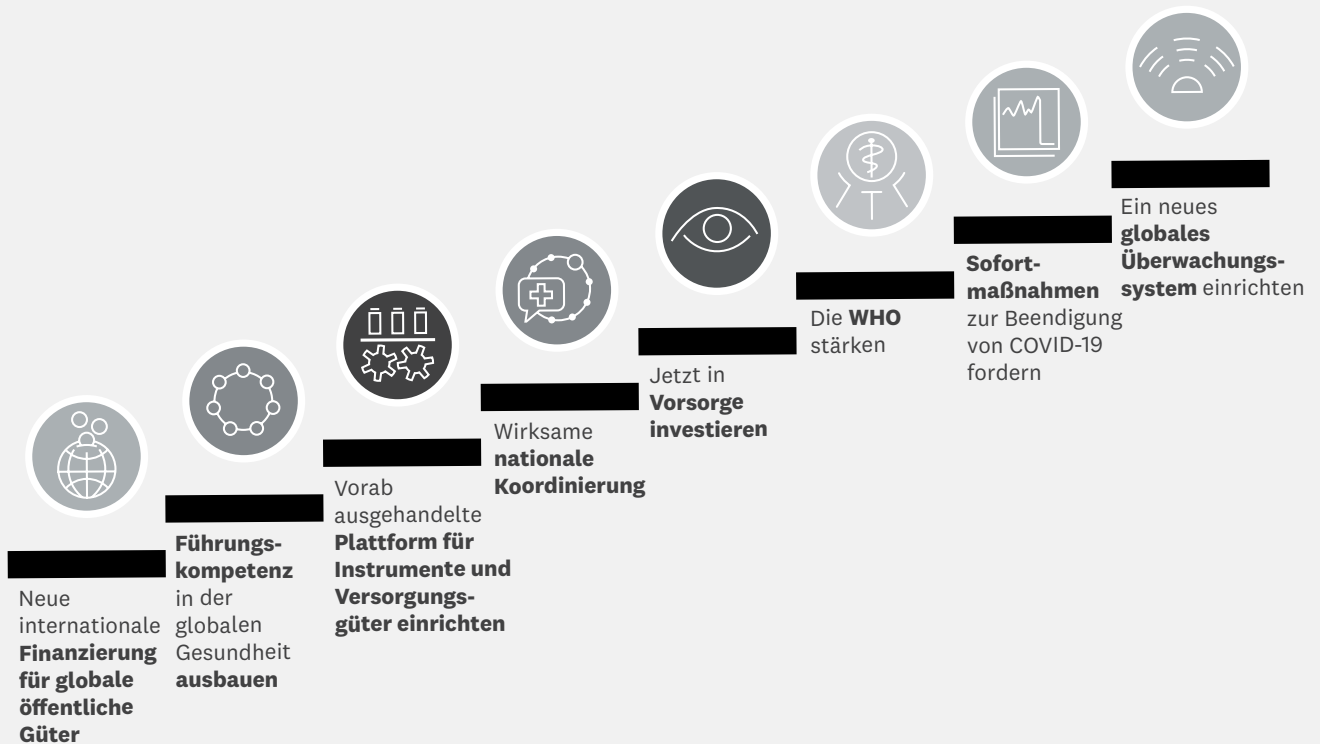 Neue
internationale
Finanzierung
für globale
öffentliche
Güter
Führungs-
kompetenz
in der
globalen
Gesundheit
ausbauen
Vorab
ausgehandelte
Plattform für
Instrumente und
Versorgungs-
güter einrichten
Wirksame
nationale
Koordinierung
Jetzt in
Vorsorge
investieren
Die WHO
stärken
Sofort-
maßnahmen
zur Beendigung
von COVID-19
fordern
Ein neues
globales
Überwachungs-
system einrichten